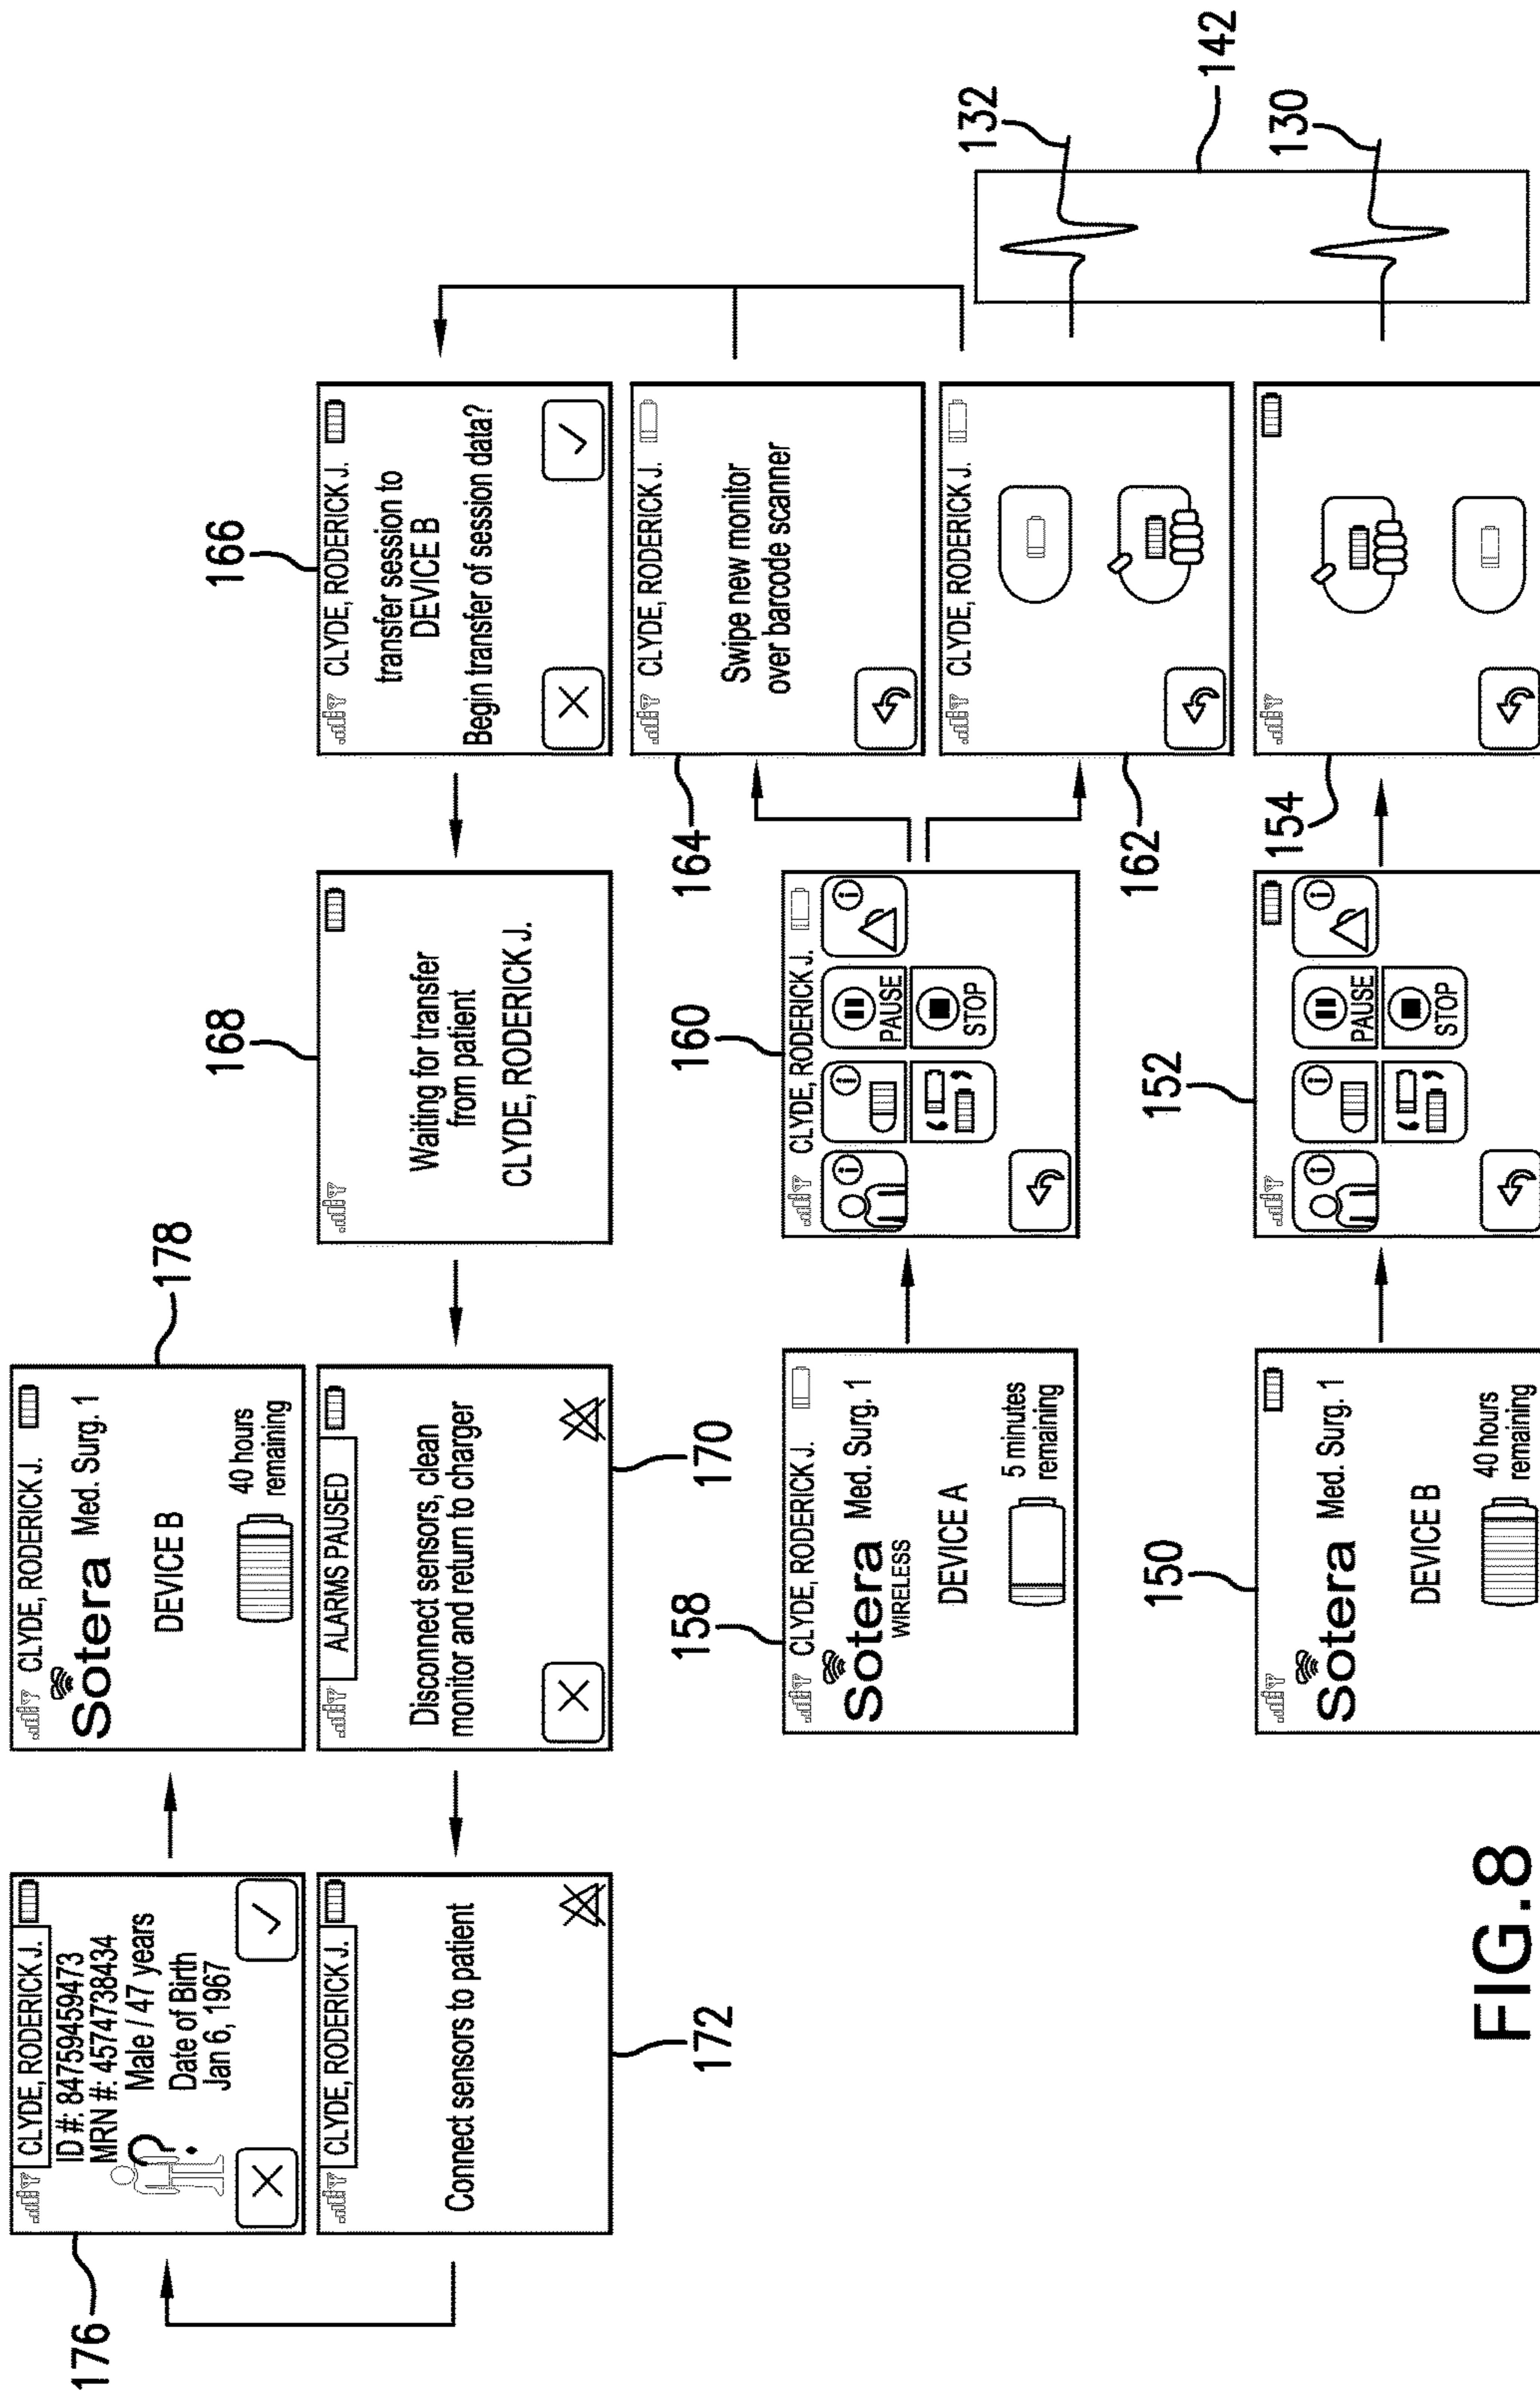 176
CLYDE, RODERICK J.
ID #: 84759459473
MRN #: 4574738434
Male / 47 years
Date of Birth
Jan 6, 1967
?
178
CLYDE, RODERICK J.
Sotera Med. Surg. 1
DEVICE B
40 hours
remaining
172
CLYDE, RODERICK J.
Connect sensors to patient
170
ALARMS PAUSED
Disconnect sensors, clean
monitor and return to charger
168
Waiting for transfer
from patient
CLYDE, RODERICK J.
166
CLYDE, RODERICK J.
transfer session to
DEVICE B
Begin transfer of session data?
158
CLYDE, RODERICK J.
Sotera Med. Surg. 1
WIRELESS
DEVICE A
5 minutes
remaining
160
CLYDE, RODERICK J.
i
i
PAUSE
i
STOP
164
CLYDE, RODERICK J.
Swipe new monitor
over barcode scanner
162
CLYDE, RODERICK J.
132
142
130
150
Sotera Med. Surg. 1
DEVICE B
40 hours
remaining
152
i
i
PAUSE
i
STOP
154
FIG.8